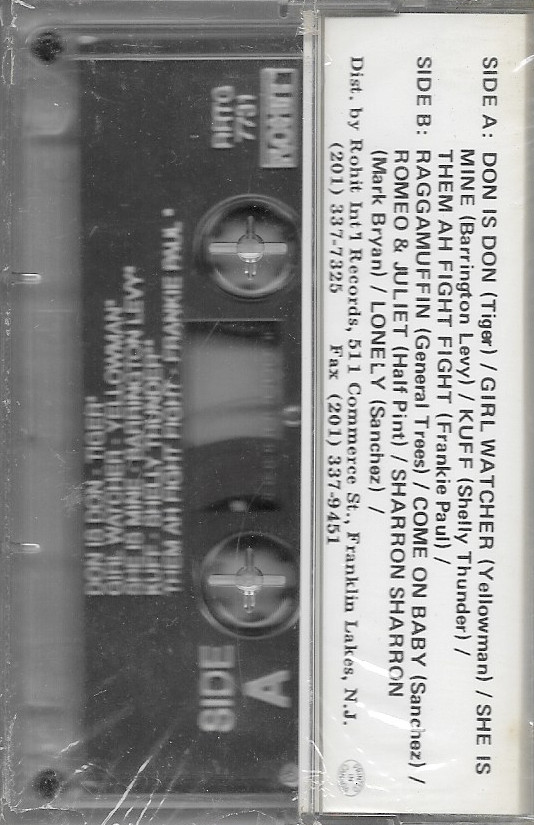 SIDE A: DON IS DON (Tiger) / GIRL WATCHER (Yellowman) / SHE IS
MINE (Barrington Levy) / KUFF (Shelly Thunder) /
THEM AH FIGHT FIGHT (Frankie Paul) /
SIDE B: RAGGAMUFFIN (General Trees) / COME ON BABY (Sanchez) /
ROMEO & JULIET (Half Pint) / SHARRON SHARRON
(Mark Bryan) / LONELY (Sanchez) /
Dist. by Rohit Int'l Records, 511 Commerce St., Franklin Lakes, N.J.
(201) 337-7325 Fax (201) 337-9451
SIDE
A
DON IS DON - TIGER*
GIRL WATCHER - YELLOWMAN*
SHE IS MINE - BARRINGTON LEVY*
KUFF - SHELLY THUNDER*
THEM AH FIGHT FIGHT - FRANKIE PAUL *